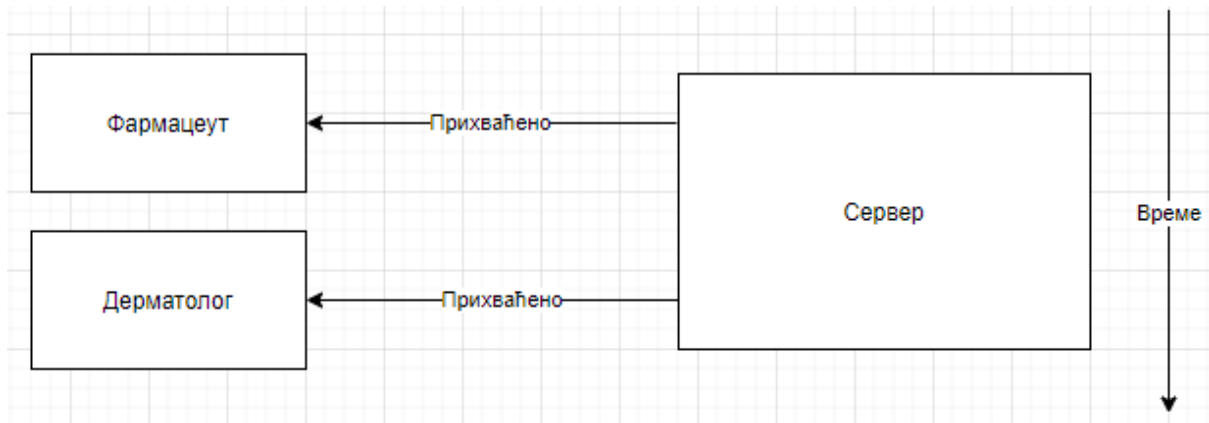 Фармацеут
Прихваћено
Сервер
Време
Дерматолог
Прихваћено